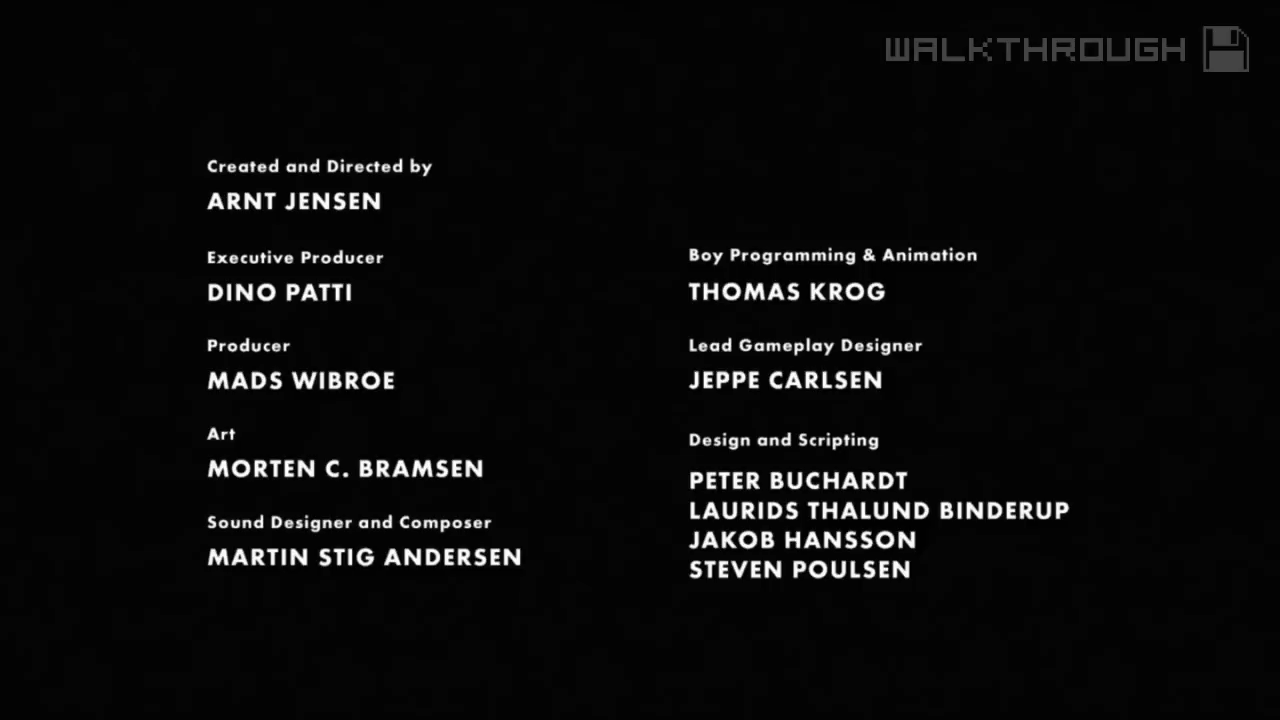 WALKTHROUGH
Created and Directed by
ARNT JENSEN
Executive Producer
DINO PATTI
Producer
MADS WIBROE
Art
MORTEN C. BRAMSEN
Sound Designer and Composer
MARTIN STIG ANDERSEN
Boy Programming & Animation
THOMAS KROG
Lead Gameplay Designer
JEPPE CARLSEN
Design and Scripting
PETER BUCHARDT
LAURIDS THALUND BINDERUP
JAKOB HANSSON
STEVEN POULSEN